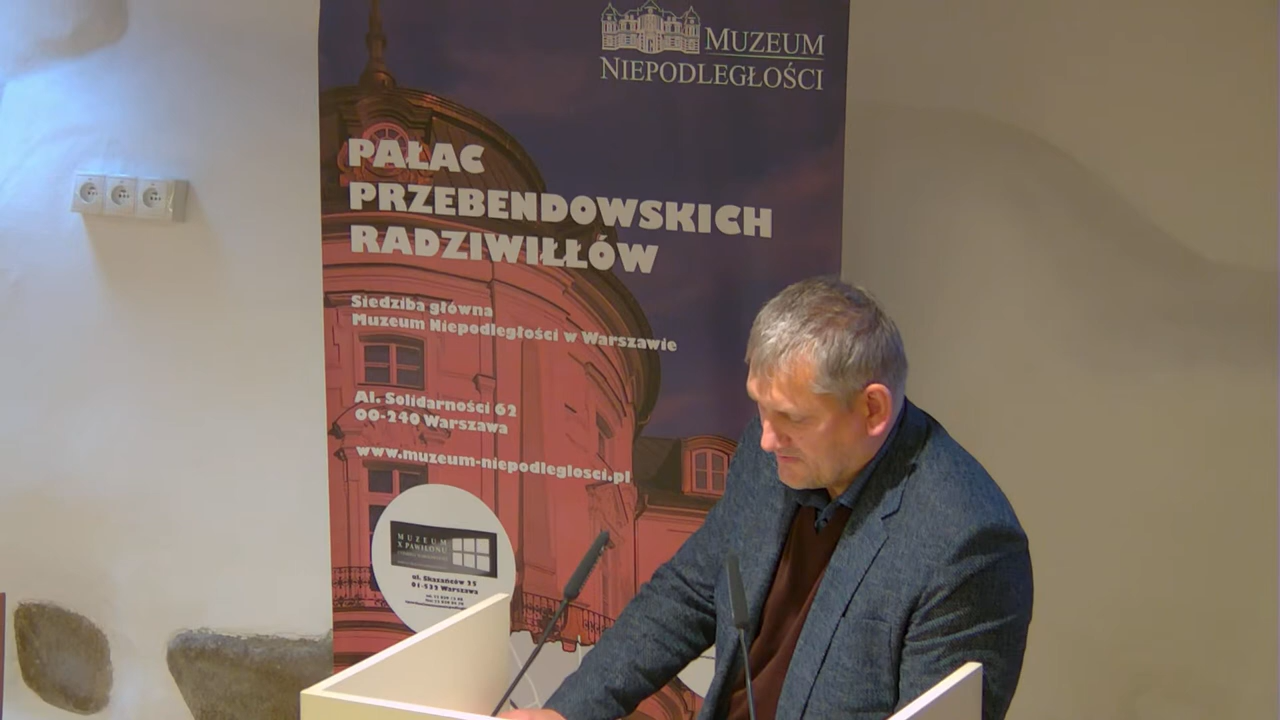 MUZEUM
NIEPODLEGŁOŚCI
PAŁAC
PRZEBENDOWSKICH
RADZIWIŁŁÓW
Siedziba główna
Muzeum Niepodległości w Warszawie
Al. Solidarności 62
00-240 Warszawa
www.muzeum-niepodleglosci.pl
MUZEUM
X PAWILONU
ul. Skazańców 25
01-532 Warszawa